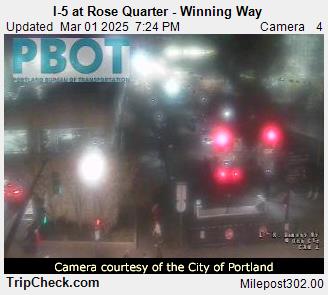 I-5 at Rose Quarter - Winning Way
Updated Mar 01 2025 7:24 PM Camera 4
PBOT
PORTLAND BUREAU OF TRANSPORTATION
Camera courtesy of the City of Portland
TripCheck.com Milepost302.00